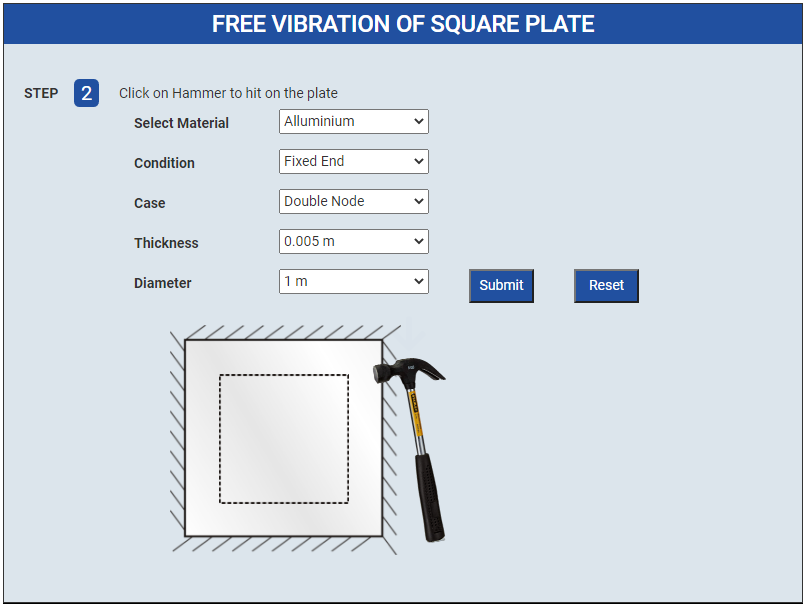 FREE VIBRATION OF SQUARE PLATE
STEP 2 Click on Hammer to hit on the plate
Select Material Alluminium
Condition Fixed End
Case Double Node
Thickness 0.005 m
Diameter 1 m Submit Reset